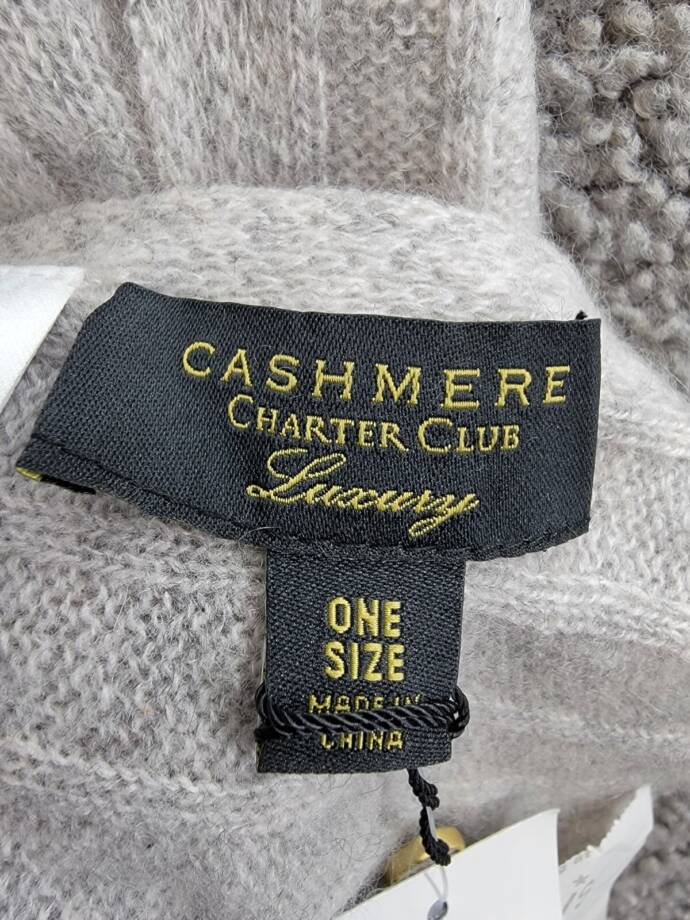 CASHMERE
CHARTER CLUB
Luxury
ONE
SIZE
MADE IN
CHINA